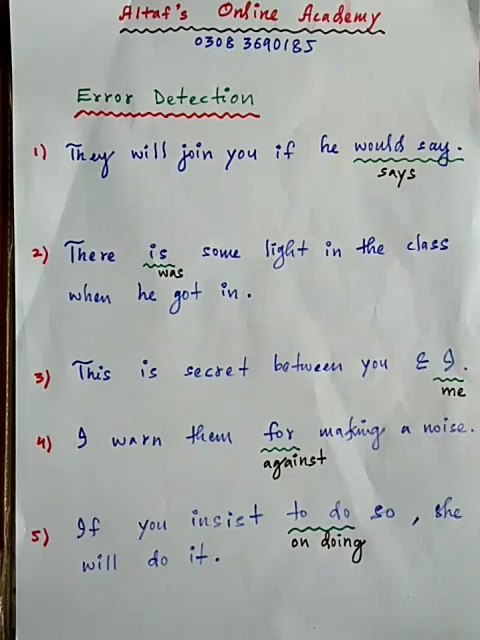 Altaf's Online Academy
0308 3690185
Error Detection
1) They will join you if he would say.
says
2) There is some light in the class
was
when he got in.
3) This is secret between you & I.
me
4) I warn them for making a noise.
against
5) If you insist to do so, she
on doing
will do it.